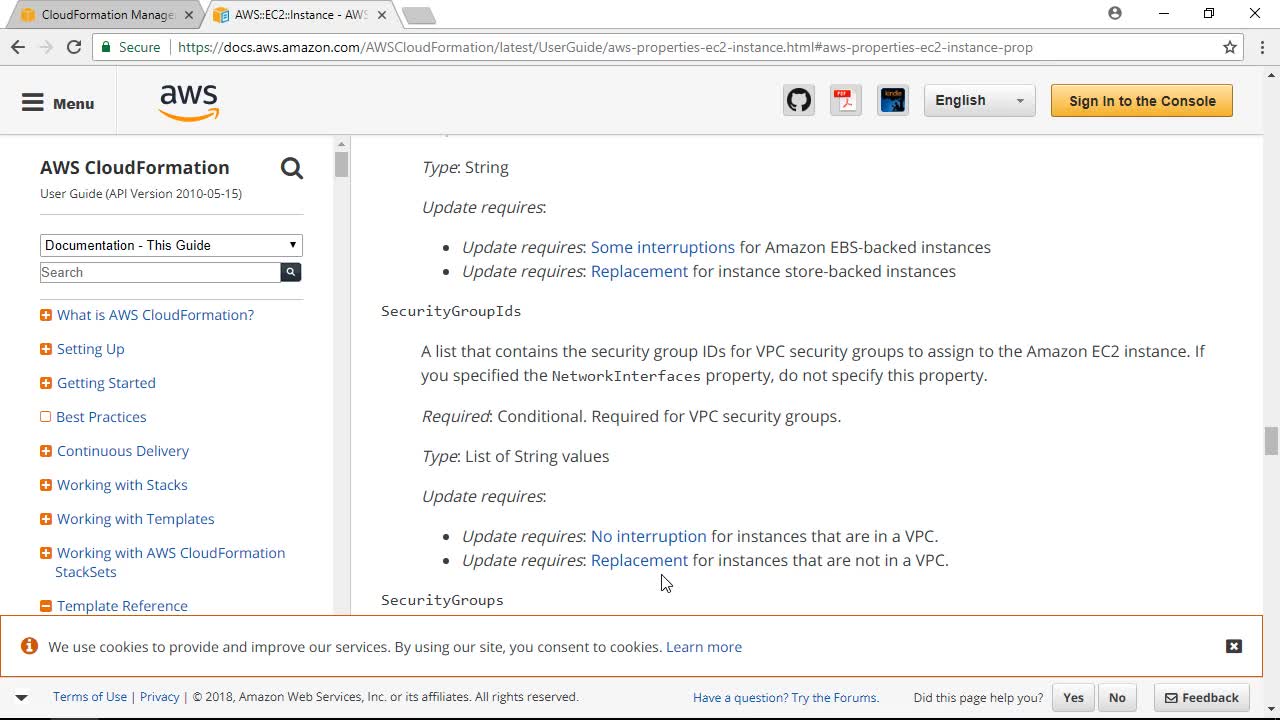 CloudFormation Manage
AWS::EC2::Instance - AWS
Secure
https://docs.aws.amazon.com/AWSCloudFormation/latest/UserGuide/aws-properties-ec2-instance.html#aws-properties-ec2-instance-prop
Menu
aws
PDF
kindle
English
Sign In to the Console
AWS CloudFormation
User Guide (API Version 2010-05-15)
Documentation - This Guide
Search
What is AWS CloudFormation?
Setting Up
Getting Started
Best Practices
Continuous Delivery
Working with Stacks
Working with Templates
Working with AWS CloudFormation
StackSets
Template Reference
Type: String
Update requires:
Update requires: Some interruptions for Amazon EBS-backed instances
Update requires: Replacement for instance store-backed instances
SecurityGroupIds
A list that contains the security group IDs for VPC security groups to assign to the Amazon EC2 instance. If
you specified the NetworkInterfaces property, do not specify this property.
Required: Conditional. Required for VPC security groups.
Type: List of String values
Update requires:
Update requires: No interruption for instances that are in a VPC.
Update requires: Replacement for instances that are not in a VPC.
SecurityGroups
We use cookies to provide and improve our services. By using our site, you consent to cookies. Learn more
Terms of Use | Privacy | © 2018, Amazon Web Services, Inc. or its affiliates. All rights reserved.
Have a question? Try the Forums.
Did this page help you?
Yes
No
Feedback